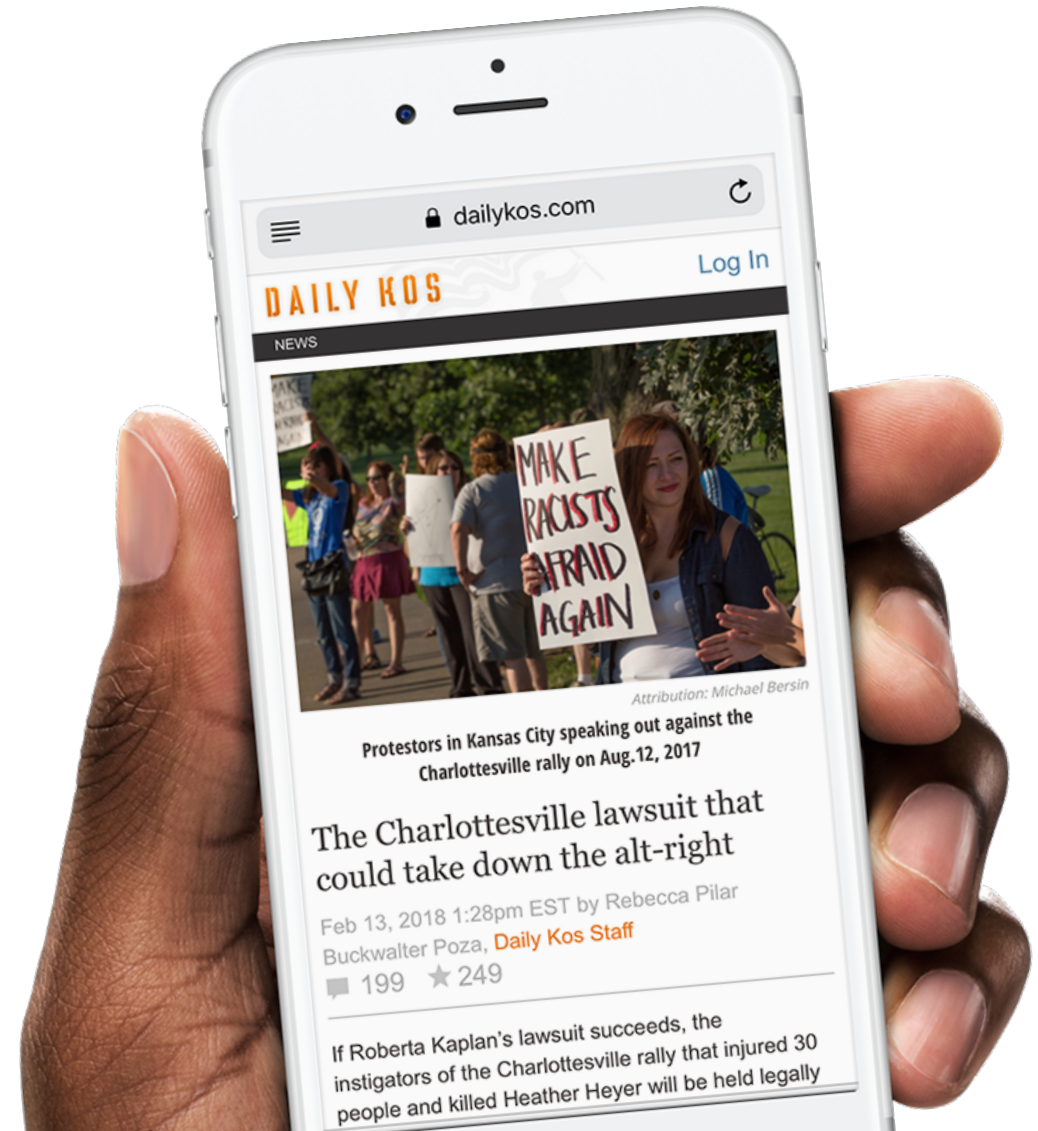 dailykos.com
DAILY KOS
Log In
NEWS
MAKE
RACISTS
AFRAID
AGAIN
MAKE
RACISTS
AFRAID
AGAIN
Attribution: Michael Bersin
Protestors in Kansas City speaking out against the
Charlottesville rally on Aug.12, 2017
The Charlottesville lawsuit that
could take down the alt-right
Feb 13, 2018 1:28pm EST by Rebecca Pilar
Buckwalter Poza, Daily Kos Staff
199 249
If Roberta Kaplan's lawsuit succeeds, the
instigators of the Charlottesville rally that injured 30
people and killed Heather Heyer will be held legally